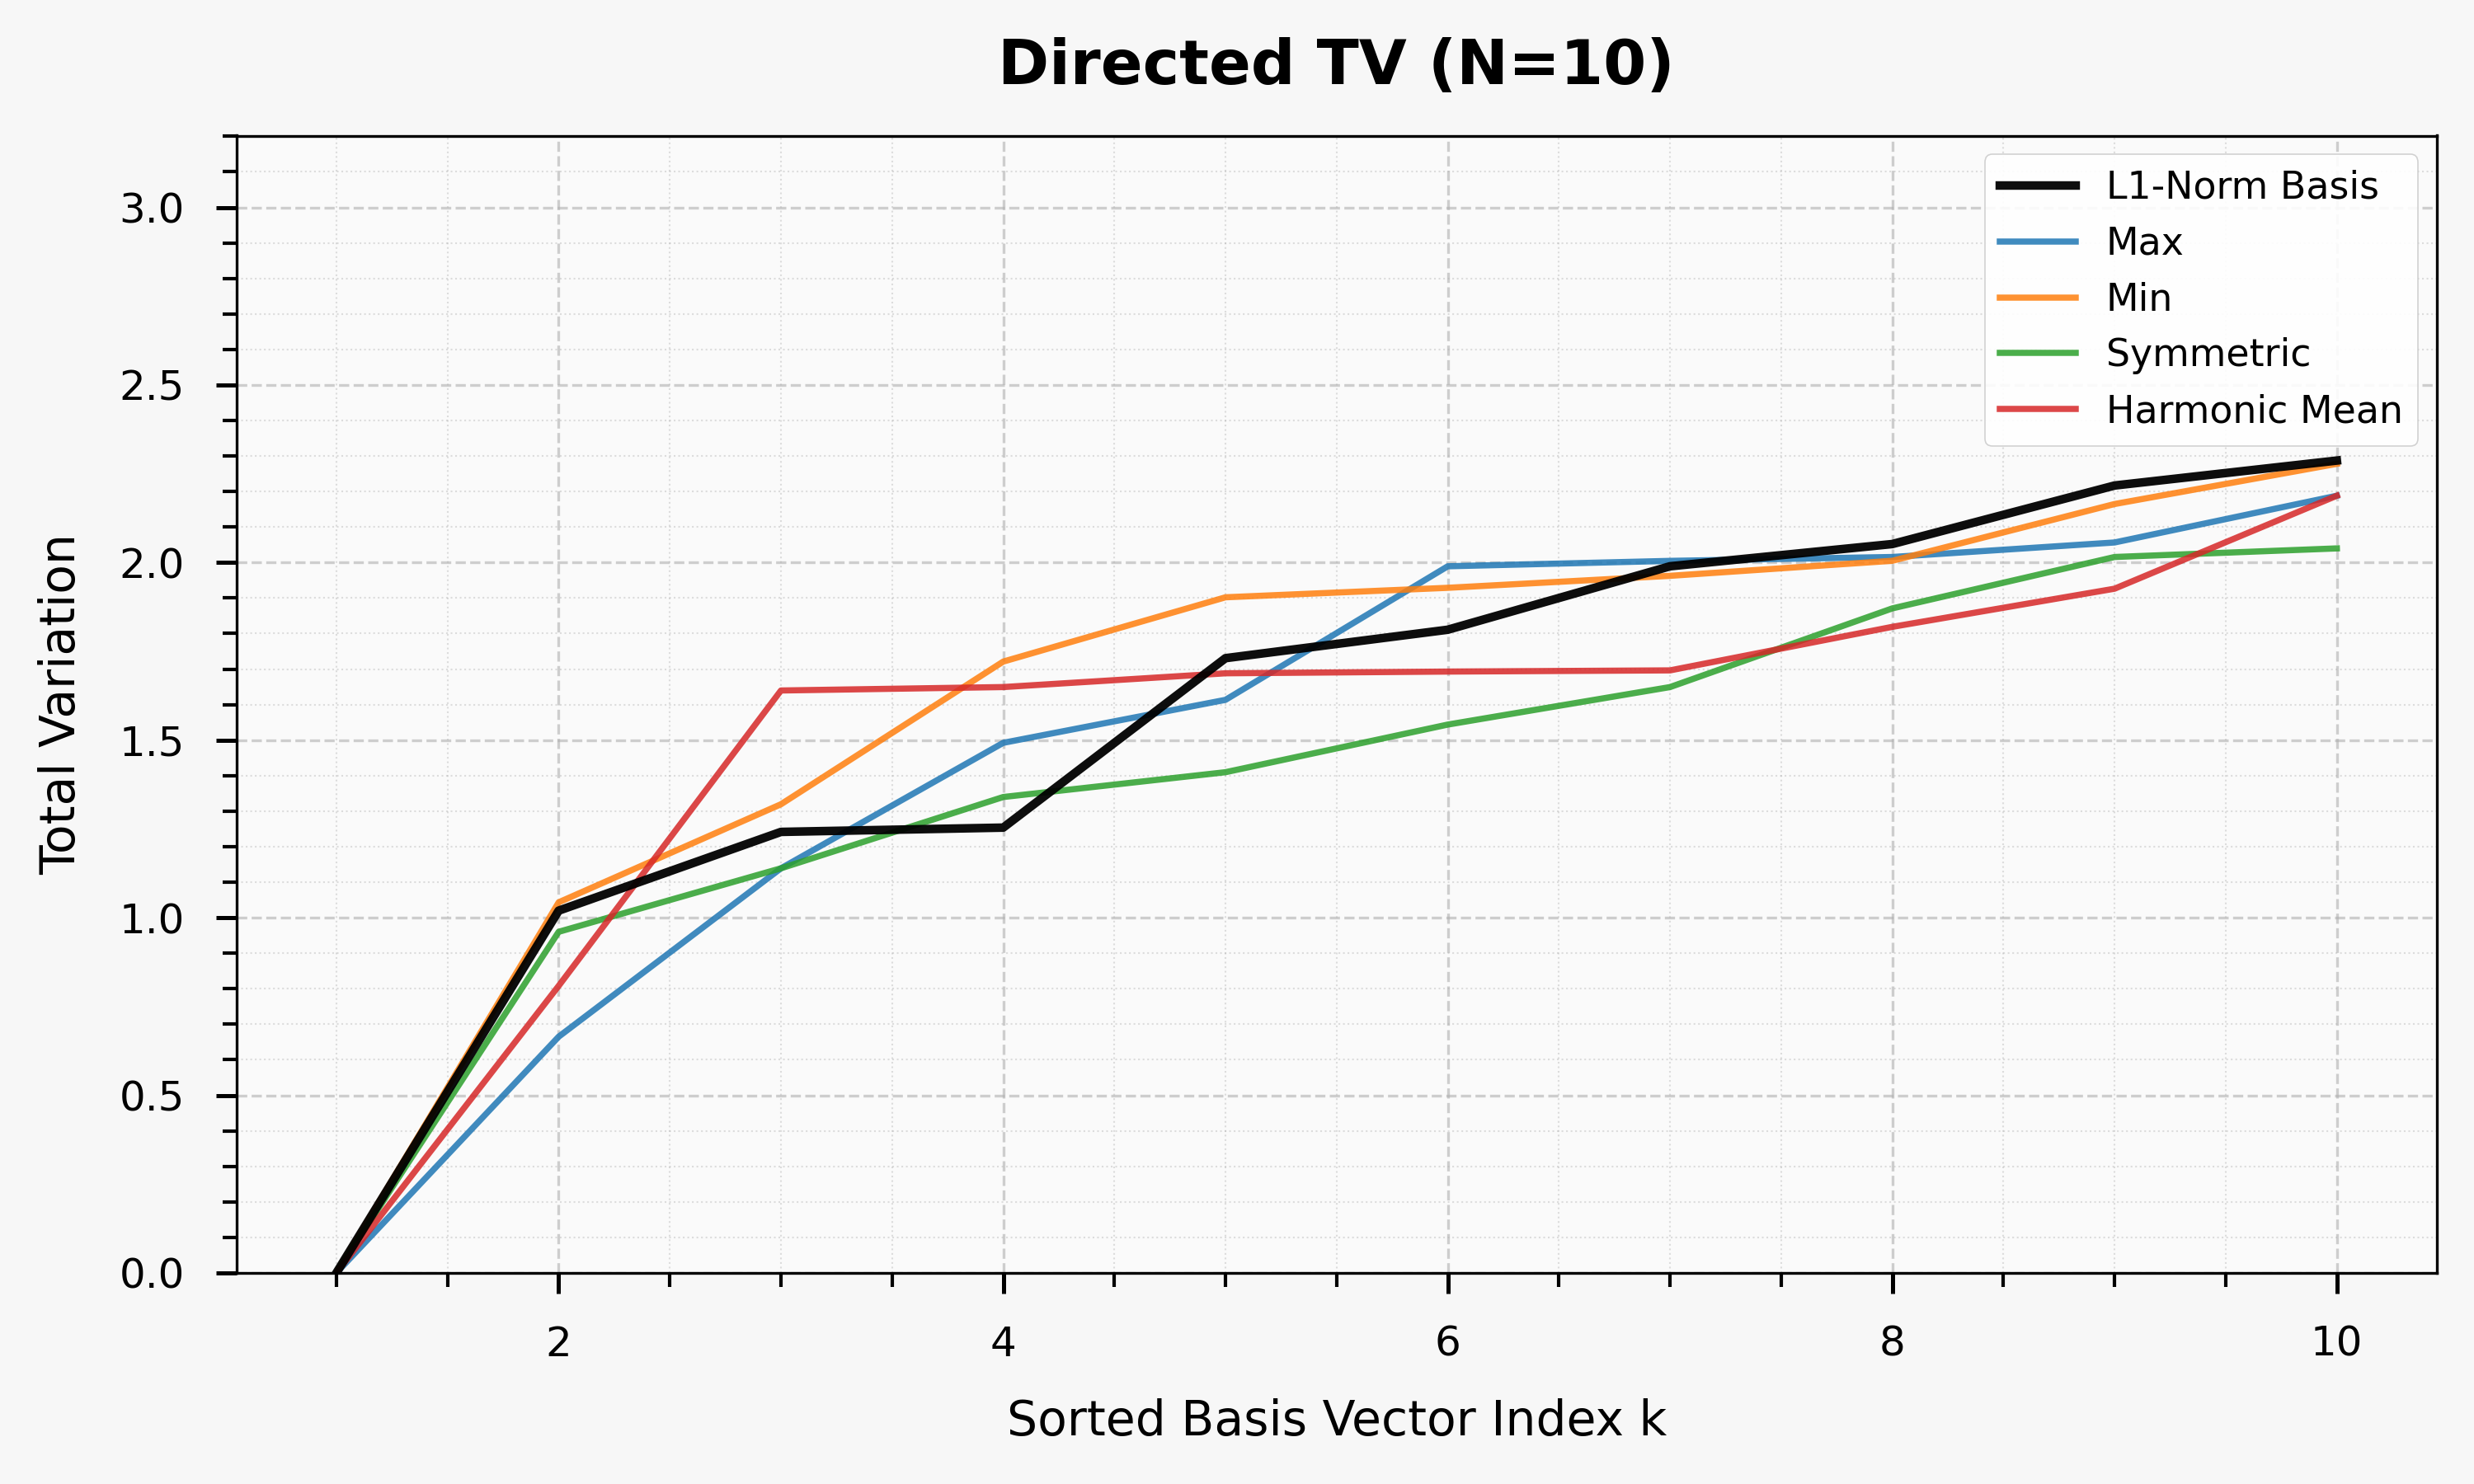 Directed TV (N=10)
L1-Norm Basis
Max
Min
Symmetric
Harmonic Mean
Total Variation
3.0
2.5
2.0
1.5
1.0
0.5
0.0
2 4 6 8 10
Sorted Basis Vector Index k